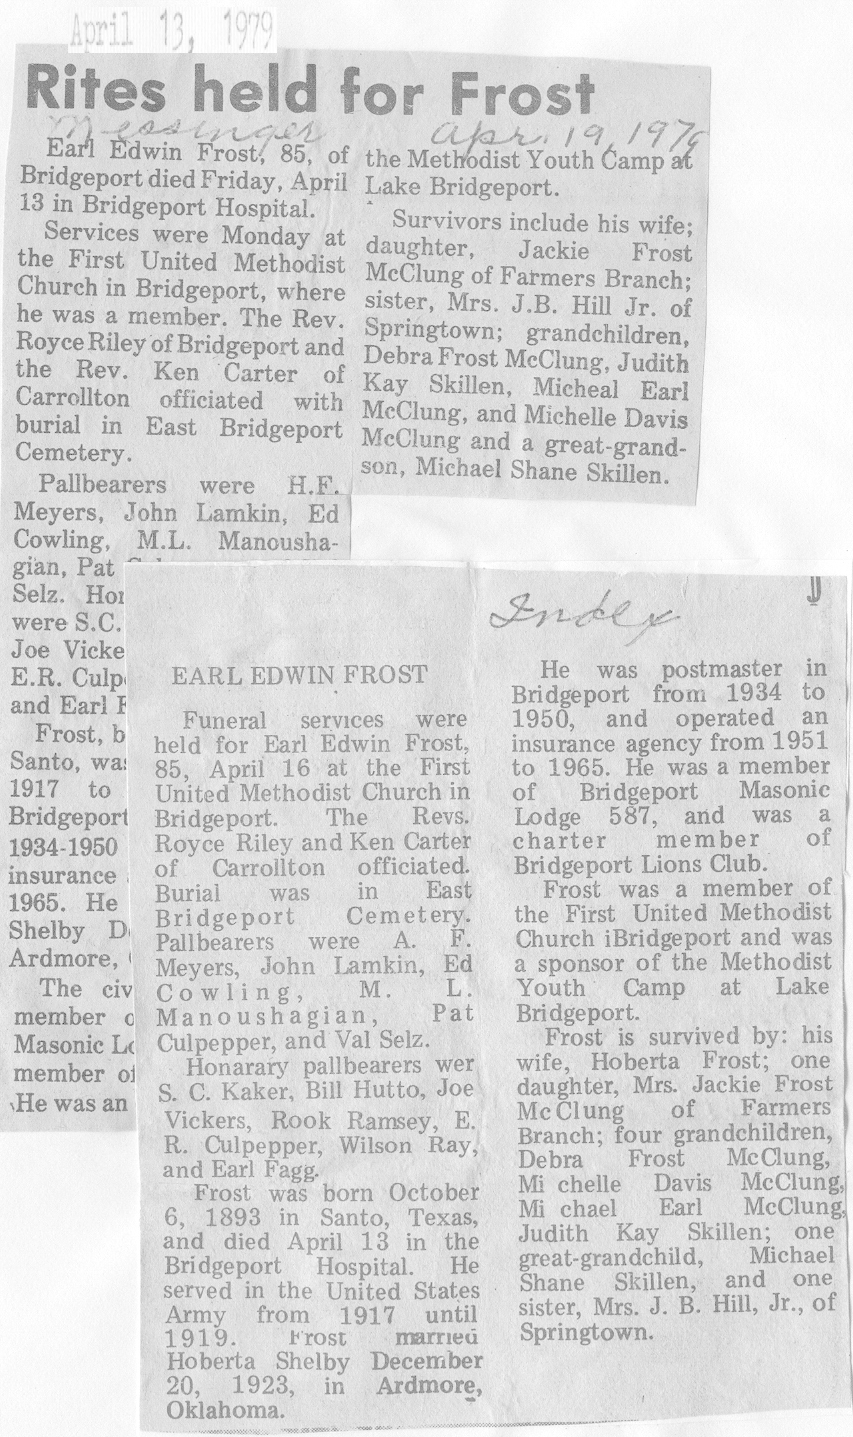 April 13, 1979
Rites held for Frost
Messinger
Apr. 19, 1979
Earl Edwin Frost, 85, of
Bridgeport died Friday, April
13 in Bridgeport Hospital.
Services were Monday at
the First United Methodist
Church in Bridgeport, where
he was a member. The Rev.
Royce Riley of Bridgeport and
the Rev. Ken Carter of
Carrollton officiated with
burial in East Bridgeport
Cemetery.
Pallbearers were H.F.
Meyers, John Lamkin, Ed
Cowling, M.L. Manousha-
gian, Pat
Selz. Hon
were S.C.
Joe Vicke
E.R. Culp
and Earl F
Frost, b
Santo, was
1917 to
Bridgeport
1934-1950
insurance
1965. He
Shelby D
Ardmore,
The civ
member o
Masonic Lo
member of
He was an
the Methodist Youth Camp at
Lake Bridgeport.
Survivors include his wife;
daughter, Jackie Frost
McClung of Farmers Branch;
sister, Mrs. J.B. Hill Jr. of
Springtown; grandchildren,
Debra Frost McClung, Judith
Kay Skillen, Micheal Earl
McClung, and Michelle Davis
McClung and a great-grand-
son, Michael Shane Skillen.
Index
EARL EDWIN FROST
Funeral services were
held for Earl Edwin Frost,
85, April 16 at the First
United Methodist Church in
Bridgeport. The Revs.
Royce Riley and Ken Carter
of Carrollton officiated.
Burial was in East
Bridgeport Cemetery.
Pallbearers were A. F.
Meyers, John Lamkin, Ed
Cowling, M. L.
Manoushagian, Pat
Culpepper, and Val Selz.
Honarary pallbearers wer
S. C. Kaker, Bill Hutto, Joe
Vickers, Rook Ramsey, E.
R. Culpepper, Wilson Ray,
and Earl Fagg.
Frost was born October
6, 1893 in Santo, Texas,
and died April 13 in the
Bridgeport Hospital. He
served in the United States
Army from 1917 until
1919. Frost married
Hoberta Shelby December
20, 1923, in Ardmore,
Oklahoma.
He was postmaster in
Bridgeport from 1934 to
1950, and operated an
insurance agency from 1951
to 1965. He was a member
of Bridgeport Masonic
Lodge 587, and was a
charter member of
Bridgeport Lions Club.
Frost was a member of
the First United Methodist
Church iBridgeport and was
a sponsor of the Methodist
Youth Camp at Lake
Bridgeport.
Frost is survived by: his
wife, Hoberta Frost; one
daughter, Mrs. Jackie Frost
McClung of Farmers
Branch; four grandchildren,
Debra Frost McClung,
Mi chelle Davis McClung,
Mi chael Earl McClung,
Judith Kay Skillen; one
great-grandchild, Michael
Shane Skillen, and one
sister, Mrs. J. B. Hill, Jr., of
Springtown.